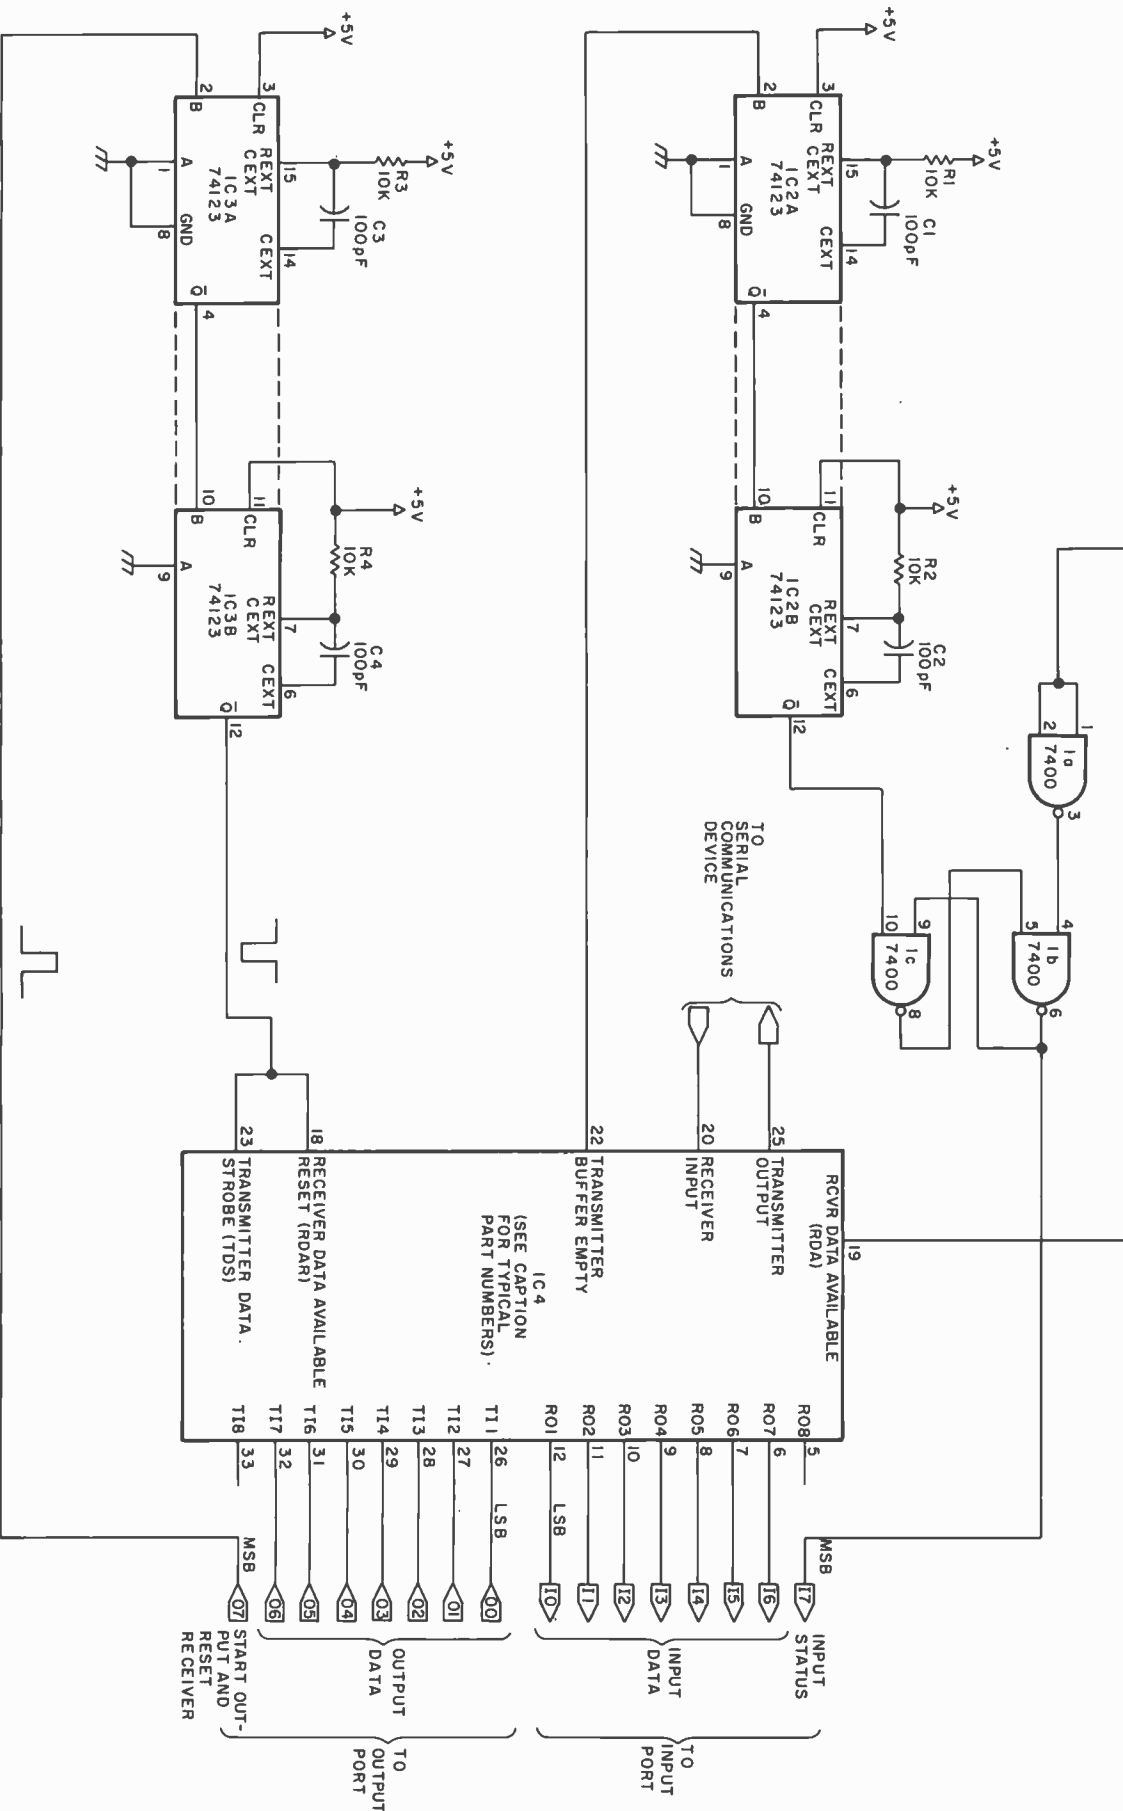 +5V
3
CLR
2
B
+5V
R3
10K
15
REXT
CEXT
C3
100pF
14
CEXT
IC3A
74123
A
1
GND
8
Q̅
4
+5V
R4
10K
11
CLR
10
B
7
REXT
CEXT
C4
100pF
6
CEXT
IC3B
74123
A
9
Q̅
12
+5V
3
CLR
2
B
+5V
R1
10K
15
REXT
CEXT
C1
100pF
14
CEXT
IC2A
74123
A
1
GND
8
Q̅
4
+5V
R2
10K
11
CLR
10
B
7
REXT
CEXT
C2
100pF
6
CEXT
IC2B
74123
A
9
Q̅
12
1
2
1a
7400
3
4
5
1b
7400
6
9
10
1c
7400
8
TO
SERIAL
COMMUNICATIONS
DEVICE
19
RCVR DATA AVAILABLE
(RDA)
25
TRANSMITTER
OUTPUT
20
RECEIVER
INPUT
22
TRANSMITTER
BUFFER EMPTY
IC4
(SEE CAPTION
FOR TYPICAL
PART NUMBERS).
18
RECEIVER DATA AVAILABLE
RESET (RDAR)
23
TRANSMITTER DATA
STROBE (TDS)
RO8 5
RO7 6
RO6 7
RO5 8
RO4 9
RO3 10
RO2 11
RO1 12 LSB
TI1 26 LSB
TI2 27
TI3 28
TI4 29
TI5 30
TI6 31
TI7 32
TI8 33
MSB
I7
I6
I5
I4
I3
I2
I1
I0
O0
O1
O2
O3
O4
O5
O6
O7
MSB
INPUT
STATUS
INPUT
DATA
TO
INPUT
PORT
OUTPUT
DATA
START OUT-
PUT AND
RESET
RECEIVER
TO
OUTPUT
PORT